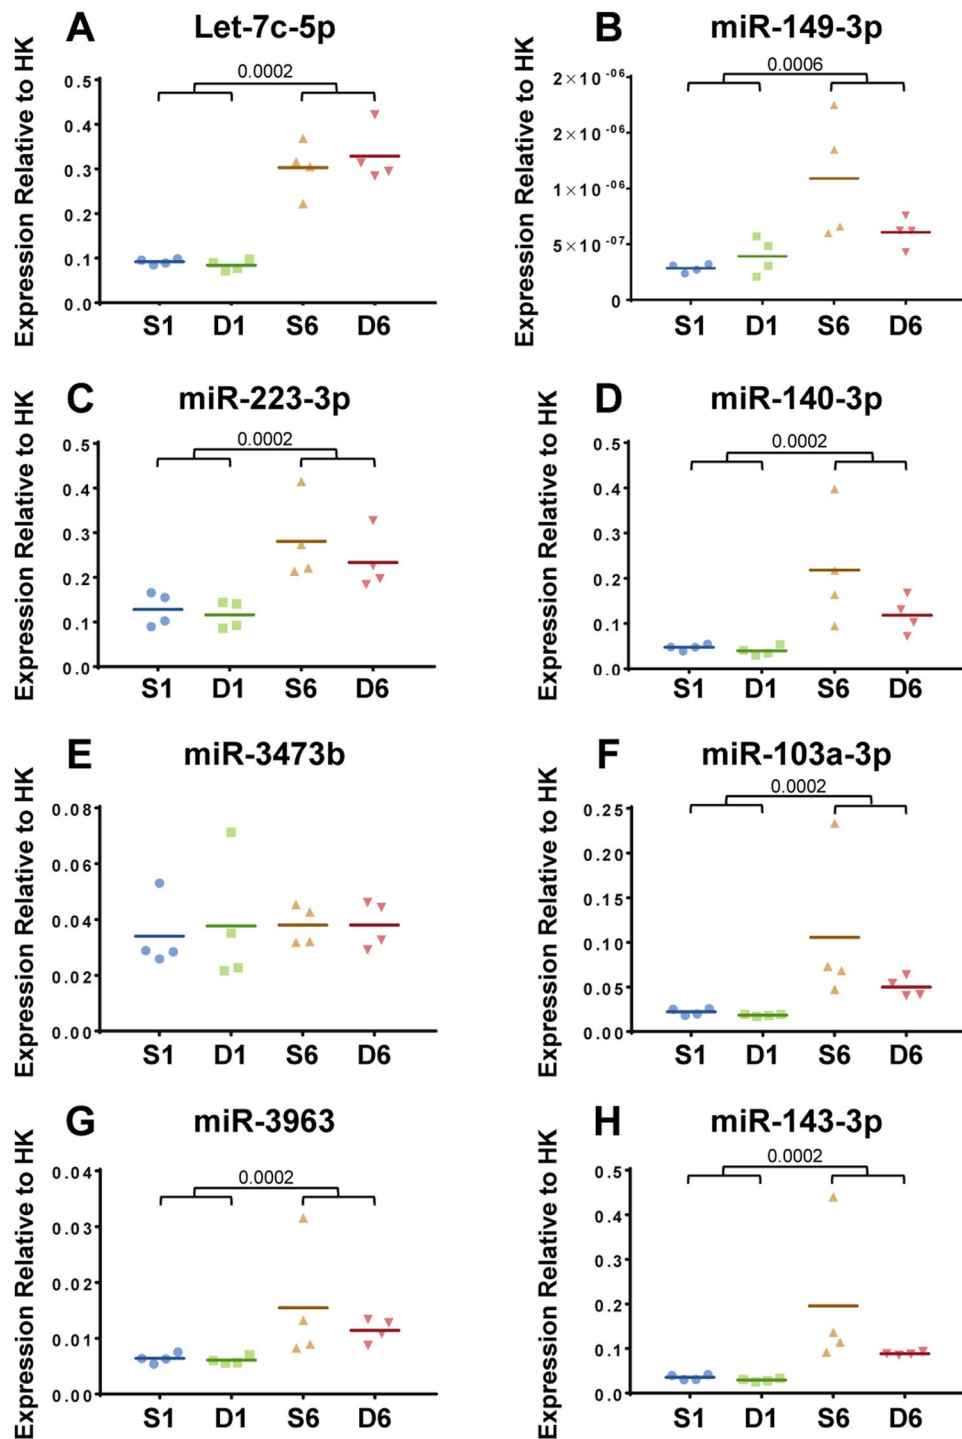 A Let-7c-5p
Expression Relative to HK
0.0002
0.5
0.4
0.3
0.2
0.1
0.0
S1 D1 S6 D6
B miR-149-3p
Expression Relative to HK
0.0006
2×10⁻⁰⁶
2×10⁻⁰⁶
1×10⁻⁰⁶
5×10⁻⁰⁷
0
S1 D1 S6 D6
C miR-223-3p
Expression Relative to HK
0.0002
0.5
0.4
0.3
0.2
0.1
0.0
S1 D1 S6 D6
D miR-140-3p
Expression Relative to HK
0.0002
0.5
0.4
0.3
0.2
0.1
0.0
S1 D1 S6 D6
E miR-3473b
Expression Relative to HK
0.08
0.06
0.04
0.02
0.00
S1 D1 S6 D6
F miR-103a-3p
Expression Relative to HK
0.0002
0.25
0.20
0.10
0.05
0.00
S1 D1 S6 D6
G miR-3963
Expression Relative to HK
0.0002
0.04
0.03
0.02
0.01
0.00
S1 D1 S6 D6
H miR-143-3p
Expression Relative to HK
0.0002
0.5
0.4
0.3
0.2
0.1
0.0
S1 D1 S6 D6